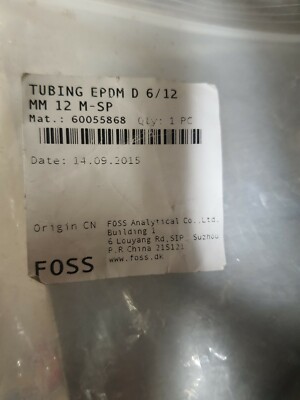 TUBING EPDM D 6/12
MM 12 M-SP
Mat.: 60055868 Qty: 1 PC
Date: 14.09.2015
Origin CN
FOSS Analytical Co., Ltd.
Building 1
6 Louyang Rd,SIP, Suzhou
P.R China 215121
www.foss.dk
FOSS